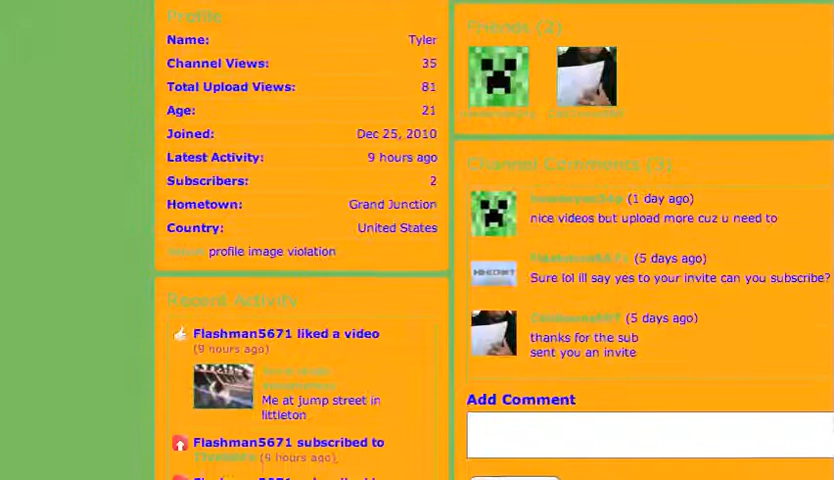 Profile
Name: Tyler
Channel Views: 35
Total Upload Views: 81
Age: 21
Joined: Dec 25, 2010
Latest Activity: 9 hours ago
Subscribers: 2
Hometown: Grand Junction
Country: United States
profile image violation
Recent Activity
Flashman5671 liked a video
(9 hours ago)
Me at jump street in
littleton
Flashman5671 subscribed to
(9 hours ago)
Friends (2)
Channel Comments (3)
(1 day ago)
nice videos but upload more cuz u need to
(5 days ago)
Sure lol ill say yes to your invite can you subscribe?
(5 days ago)
thanks for the sub
sent you an invite
Add Comment